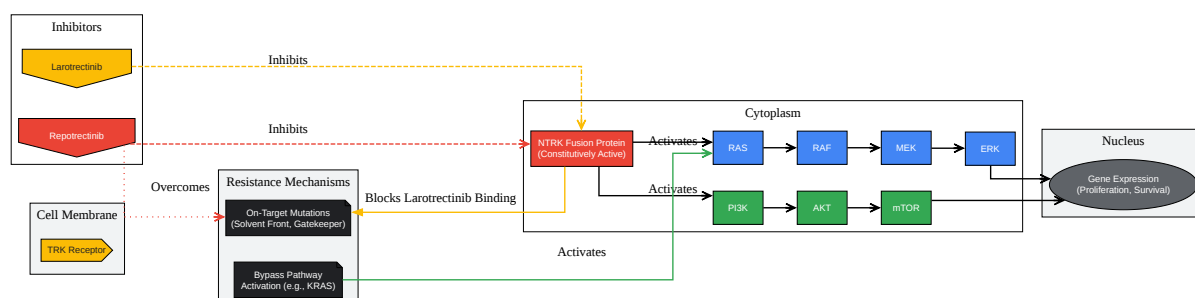 Inhibitors
Larotrectinib
Repotrectinib
Inhibits
Inhibits
Overcomes
Cell Membrane
TRK Receptor
Resistance Mechanisms
On-Target Mutations
(Solvent Front, Gatekeeper)
Bypass Pathway
Activation (e.g., KRAS)
Blocks Larotrectinib Binding
Activates
Cytoplasm
NTRK Fusion Protein
(Constitutively Active)
Activates
Activates
RAS
RAF
MEK
ERK
PI3K
AKT
mTOR
Nucleus
Gene Expression
(Proliferation, Survival)